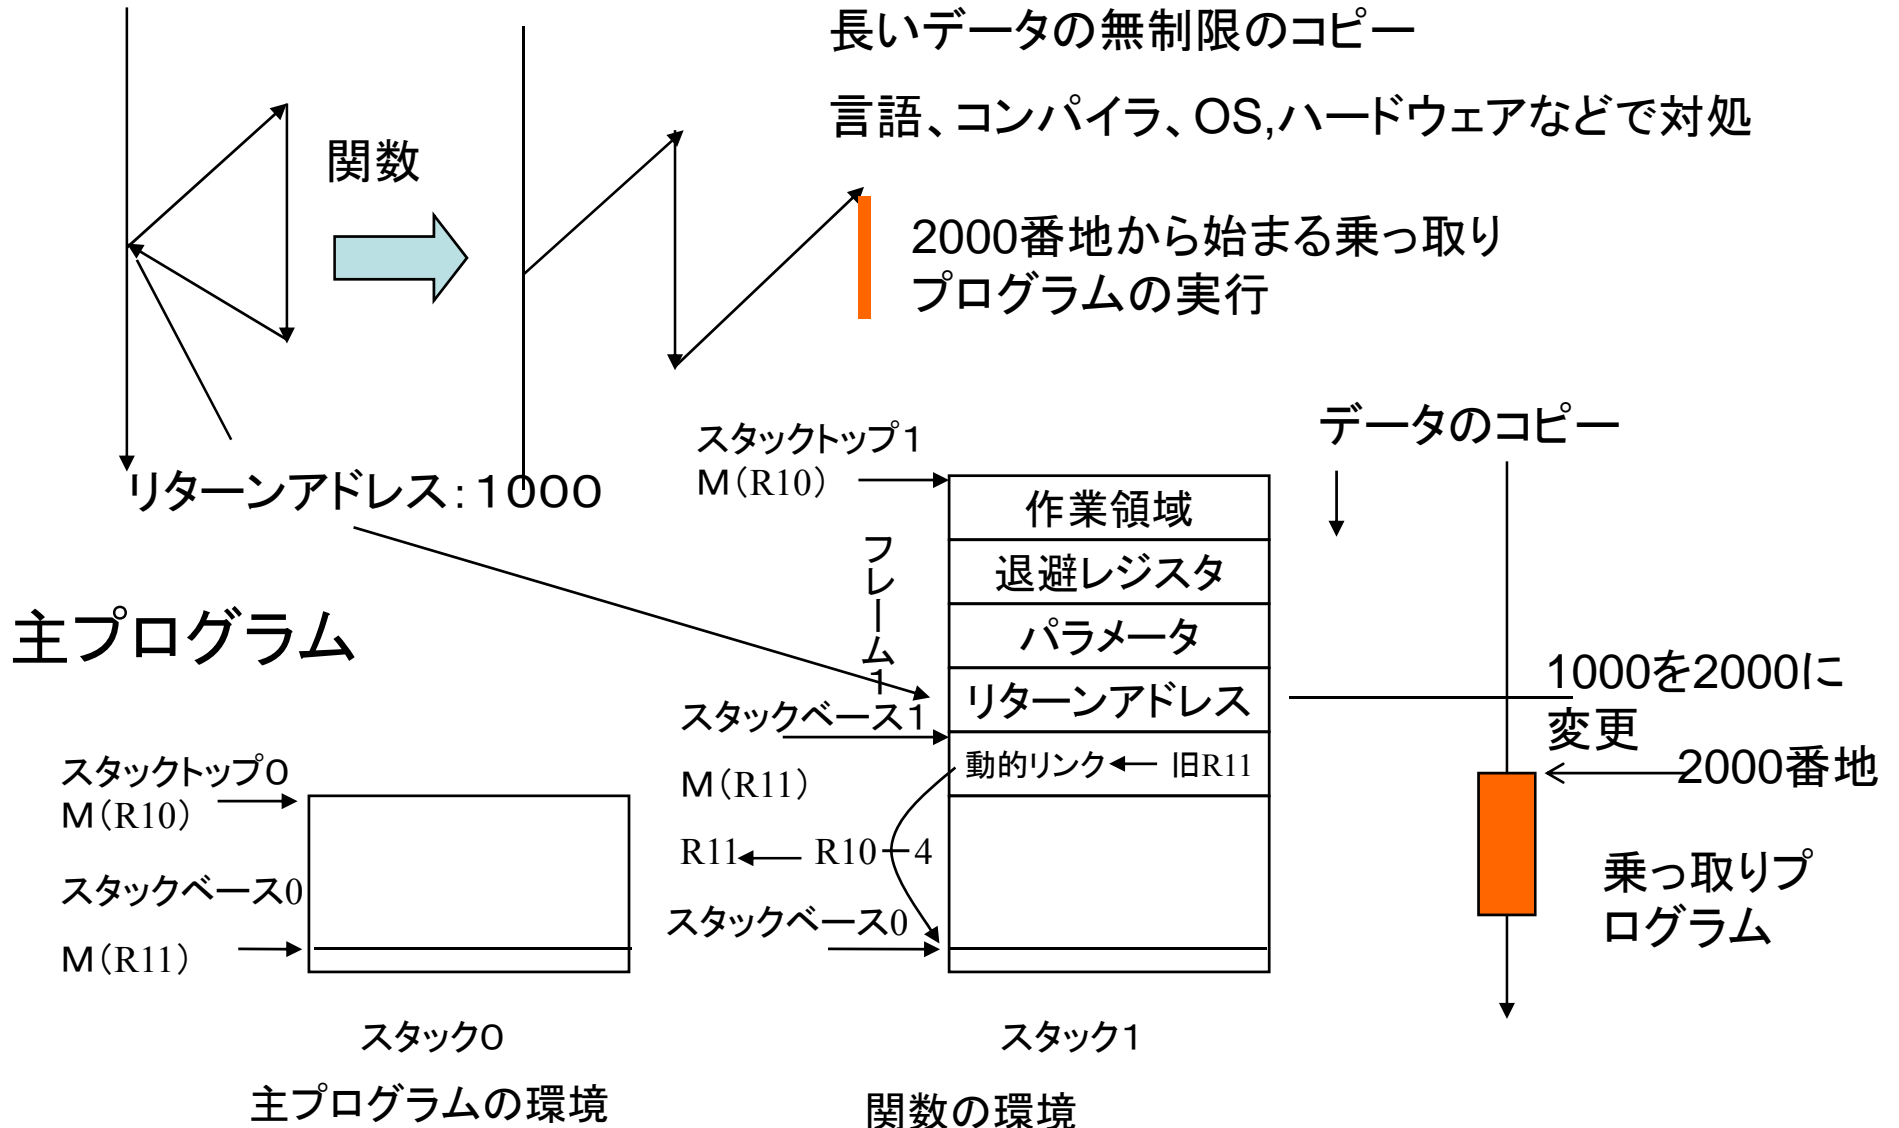 長いデータの無制限のコピー
言語、コンパイラ、OS,ハードウェアなどで対処
関数
2000番地から始まる乗っ取り
プログラムの実行
リターンアドレス:1000
主プログラム
スタックトップ0
M(R10)
スタックベース0
M(R11)
スタック0
主プログラムの環境
スタックトップ1
M(R10)
フレーム1
スタックベース1
M(R11)
R11 R10-4
スタックベース0
作業領域
退避レジスタ
パラメータ
リターンアドレス
動的リンク 旧R11
スタック1
関数の環境
データのコピー
1000を2000に
変更
2000番地
乗っ取りプ
ログラム